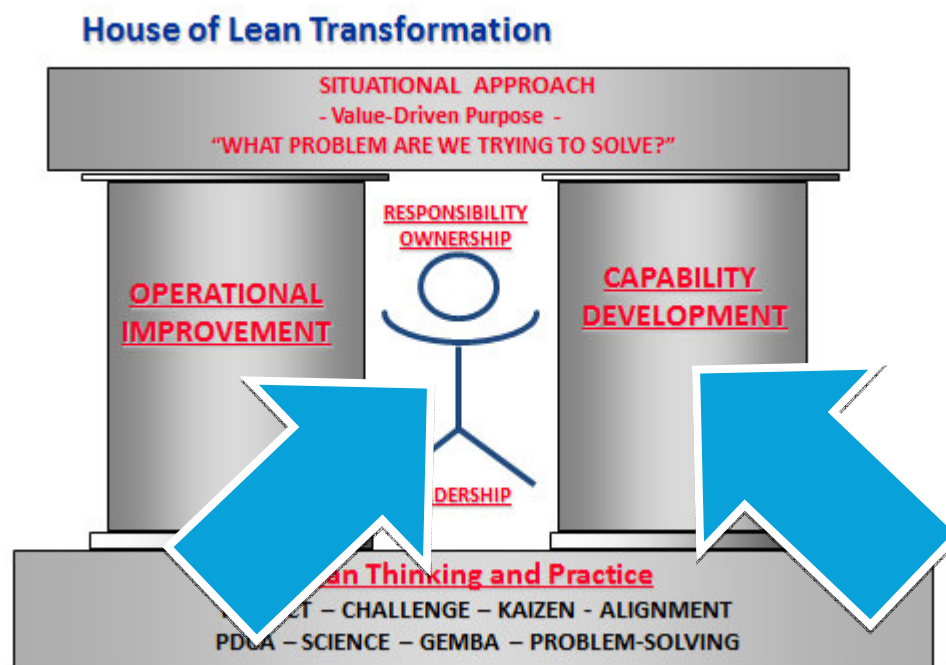 House of Lean Transformation
SITUATIONAL APPROACH
- Value-Driven Purpose -
“WHAT PROBLEM ARE WE TRYING TO SOLVE?”
RESPONSIBILITY
OWNERSHIP
OPERATIONAL
IMPROVEMENT
CAPABILITY
DEVELOPMENT
Thinking and Practice
– CHALLENGE – KAIZEN - ALIGNMENT
PDCA – SCIENCE – GEMBA – PROBLEM-SOLVING